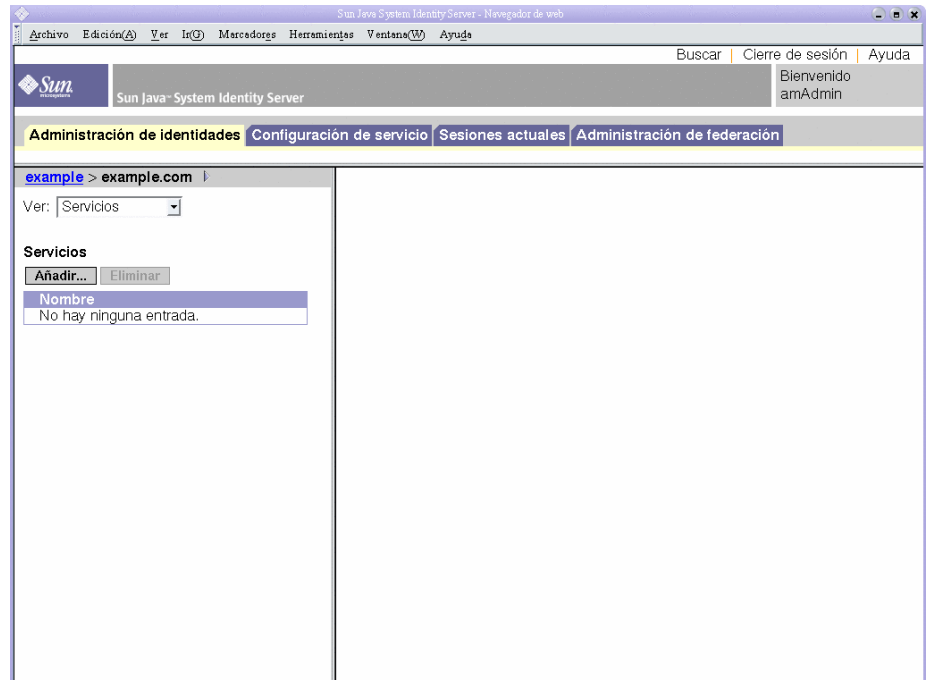 Sun Java System Identity Server - Navegador de web
Archivo Edición(A) Ver Ir(G) Marcadores Herramientas Ventana(W) Ayuda
Buscar | Cierre de sesión | Ayuda
Sun
microsystems
Sun Java™ System Identity Server
Bienvenido
amAdmin
Administración de identidades Configuración de servicio Sesiones actuales Administración de federación
example > example.com
Ver: Servicios
Servicios
Añadir... Eliminar
Nombre
No hay ninguna entrada.